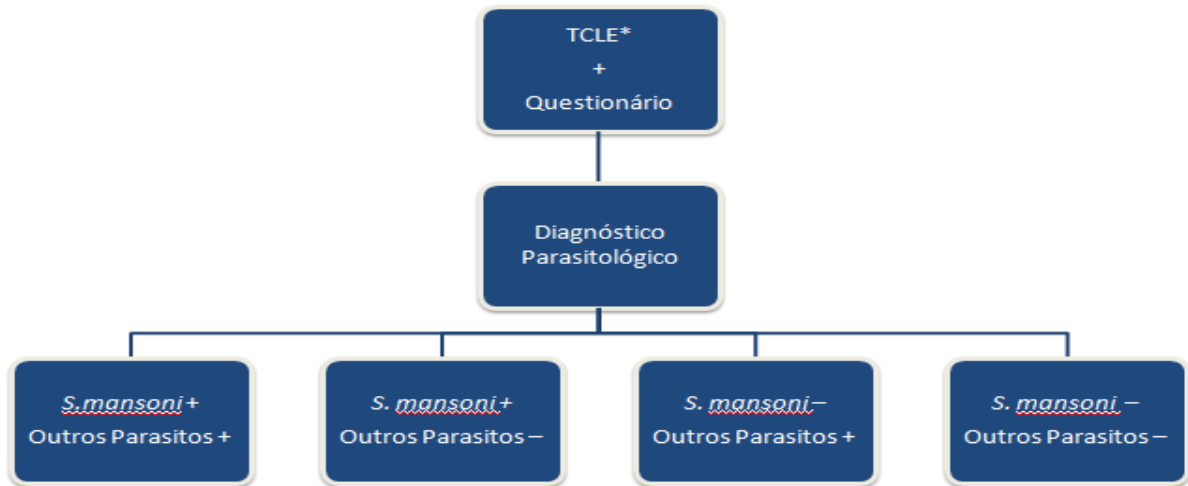 TCLE*
+
Questionário
Diagnóstico
Parasitológico
S.mansoni+
Outros Parasitos +
S. mansoni+
Outros Parasitos –
S. mansoni–
Outros Parasitos +
S. mansoni –
Outros Parasitos –